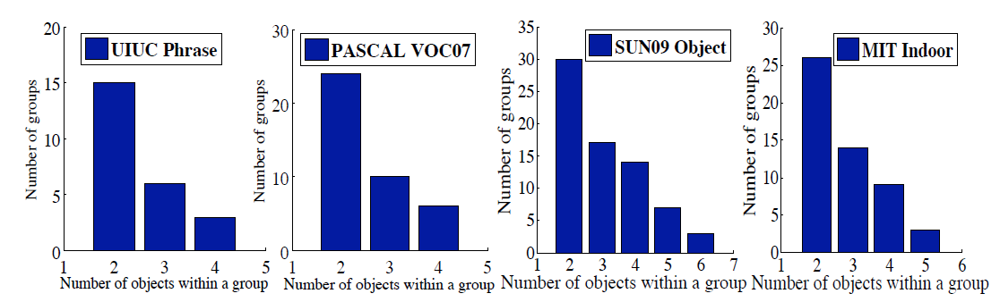 UIUC Phrase
Number of groups
20
15
10
5
0
1 2 3 4 5
Number of objects within a group
PASCAL VOC07
Number of groups
30
20
10
0
1 2 3 4 5
Number of objects within a group
SUN09 Object
Number of groups
35
30
25
20
15
10
5
0
1 2 3 4 5 6 7
Number of objects within a group
MIT Indoor
Number of groups
30
25
20
15
10
5
0
1 2 3 4 5 6
Number of objects within a group